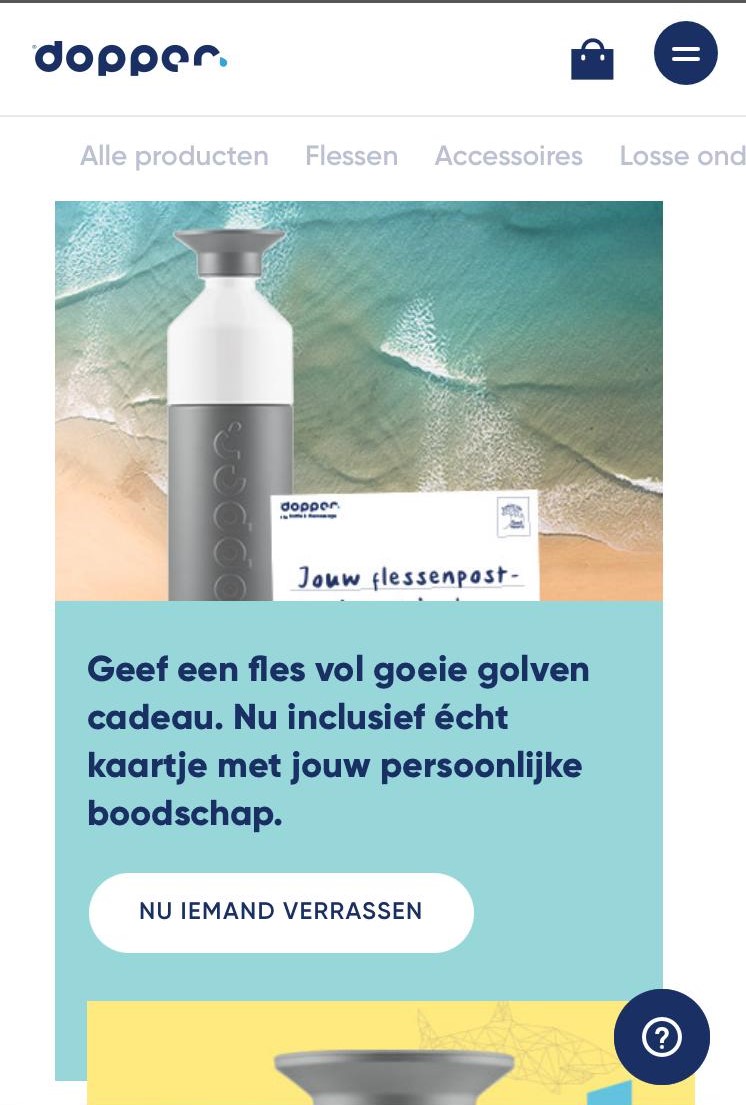 dopper
Alle producten Flessen Accessoires Losse ond
dopper
dopper
Jouw flessenpost-
Geef een fles vol goeie golven
cadeau. Nu inclusief écht
kaartje met jouw persoonlijke
boodschap.
NU IEMAND VERRASSEN
?